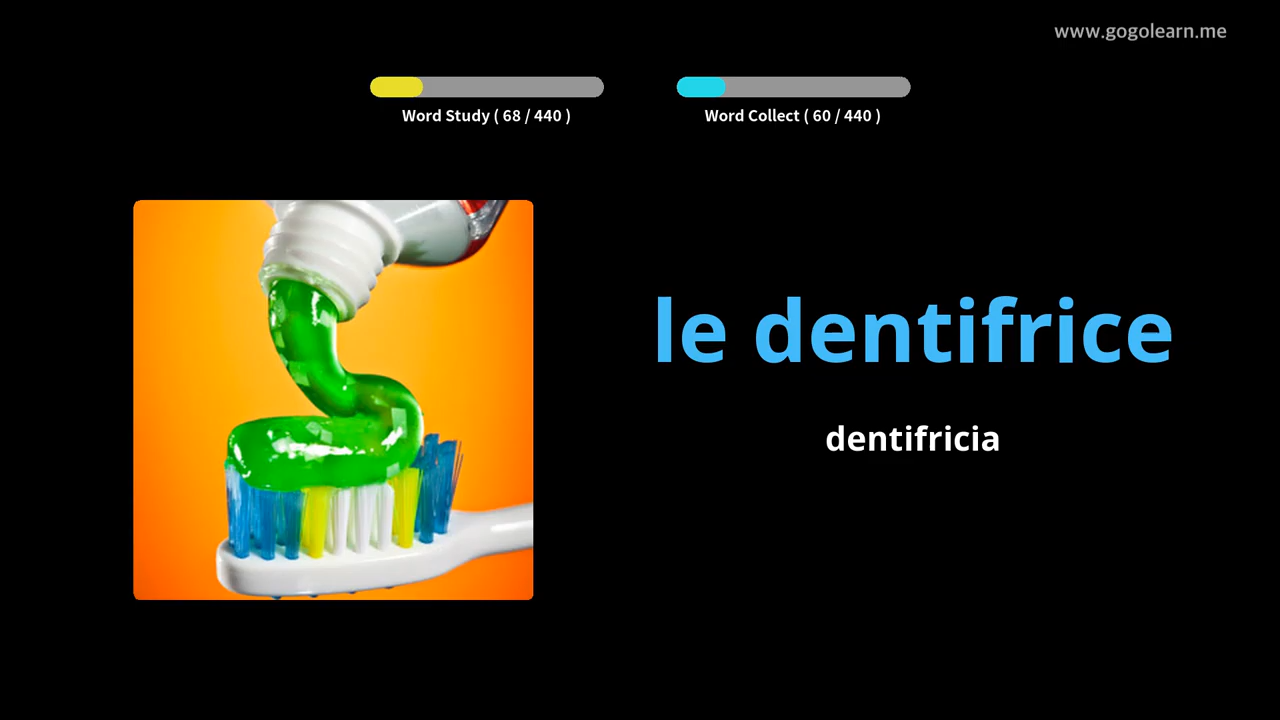 www.gogolearn.me
Word Study ( 68 / 440 )
Word Collect ( 60 / 440 )
le dentifrice
dentifricia